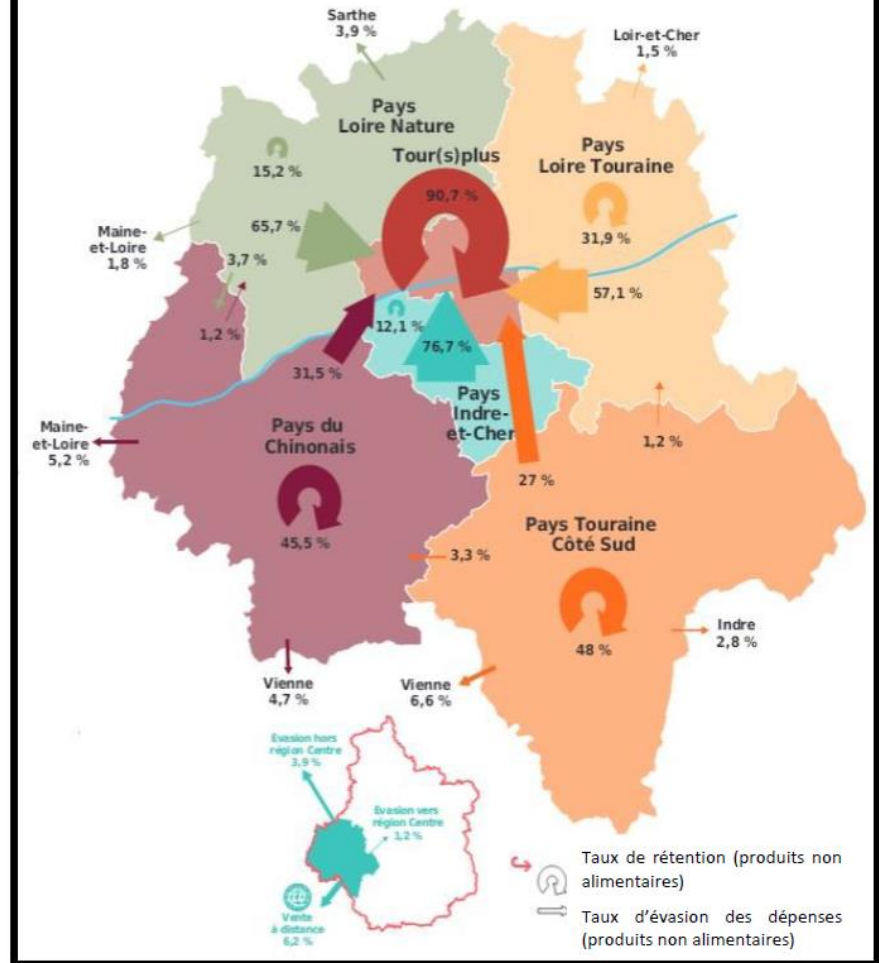 Sarthe
3,9 %
Loir-et-Cher
1,5 %
Pays
Loire Nature
Tour(s)plus
Pays
Loire Touraine
15,2 %
90,7 %
31,9 %
65,7 %
Maine-
et-Loire
1,8 %
3,7 %
57,1 %
1,2 %
12,1 %
76,7 %
31,5 %
Pays
Indre-
et-Cher
Pays du
Chinonais
Maine-
et-Loire
5,2 %
1,2 %
27 %
Pays Touraine
Côté Sud
45,5 %
3,3 %
48 %
Indre
2,8 %
Vienne
4,7 %
Vienne
6,6 %
Evasion hors
région Centre
3,9 %
Evasion vers
région Centre
1,2 %
Vente
à distance
6,2 %
Taux de rétention (produits non
alimentaires)
Taux d’évasion des dépenses
(produits non alimentaires)